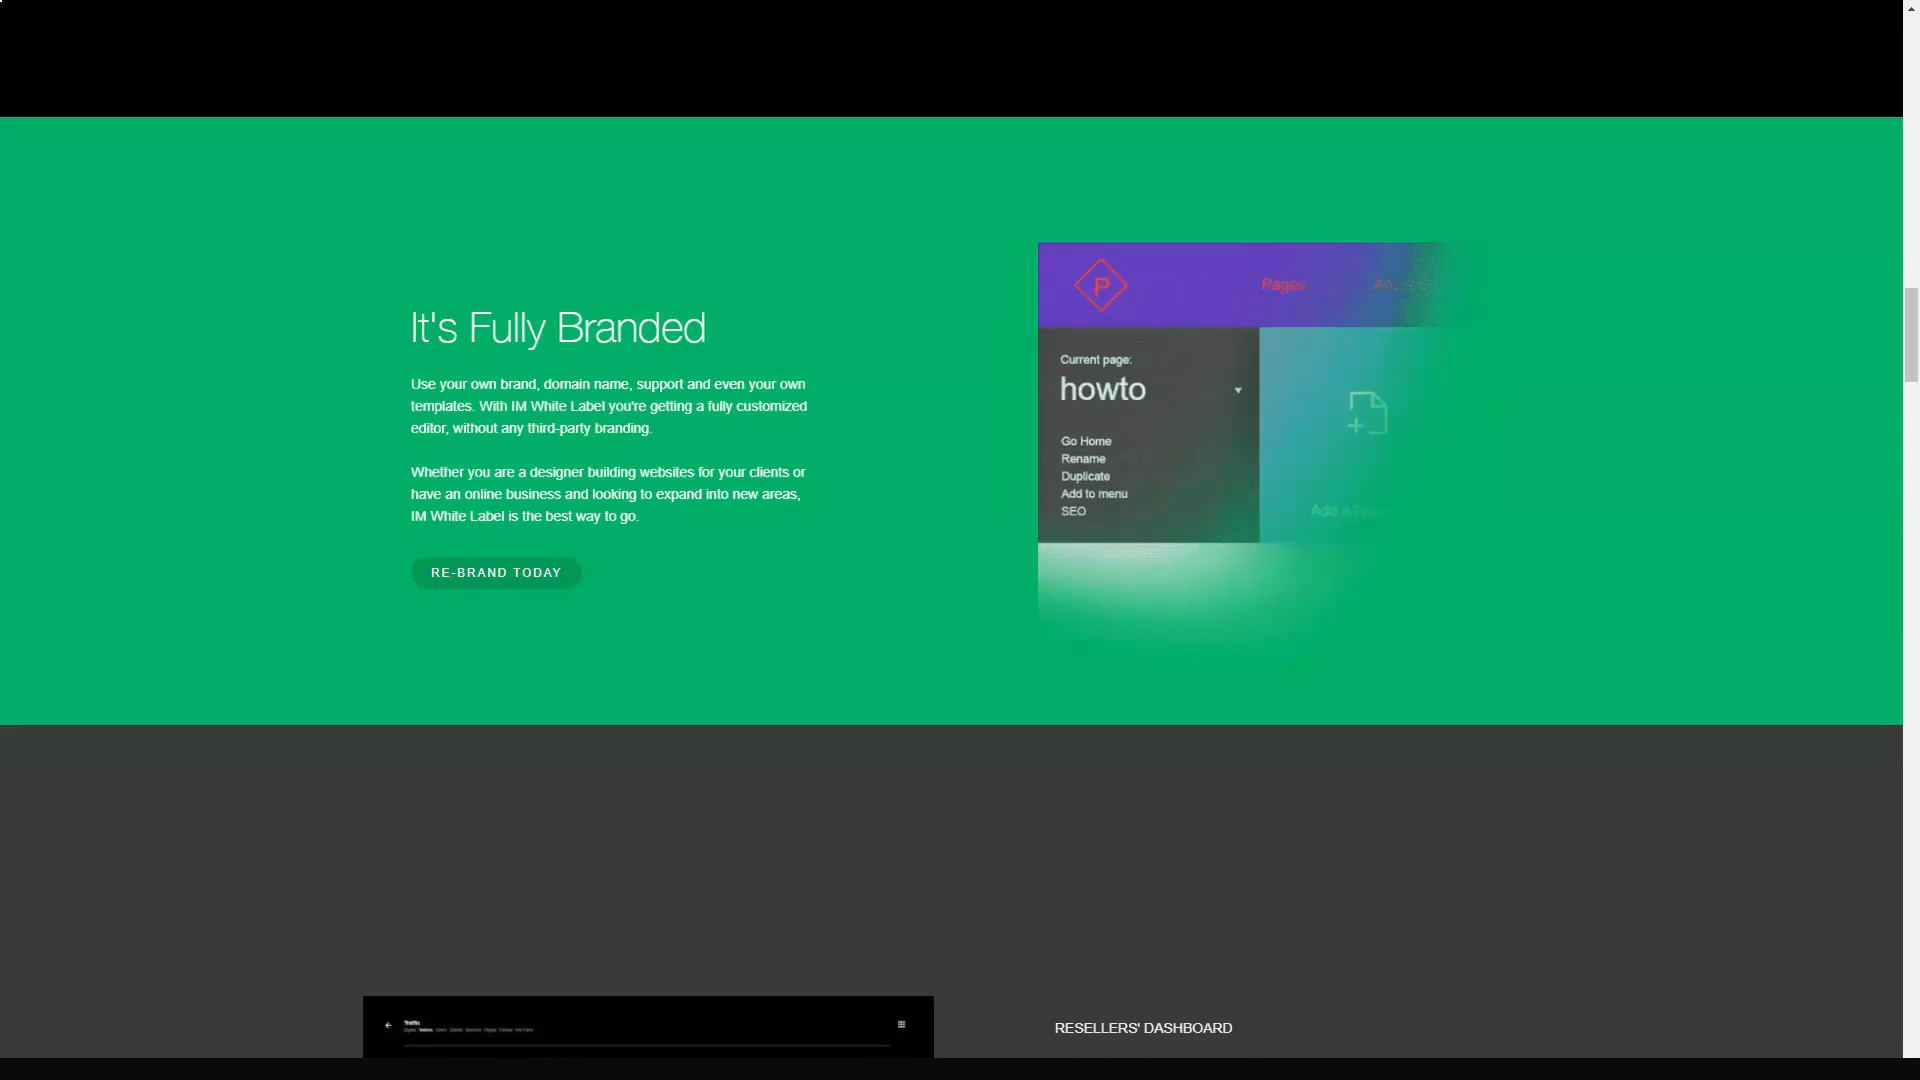 It's Fully Branded
Use your own brand, domain name, support and even your own
templates. With IM White Label you're getting a fully customized
editor, without any third-party branding.
Whether you are a designer building websites for your clients or
have an online business and looking to expand into new areas,
IM White Label is the best way to go.
RE-BRAND TODAY
P
Pages
Current page:
howto
Go Home
Rename
Duplicate
Add to menu
SEO
Add a
Traffic
RESELLERS' DASHBOARD